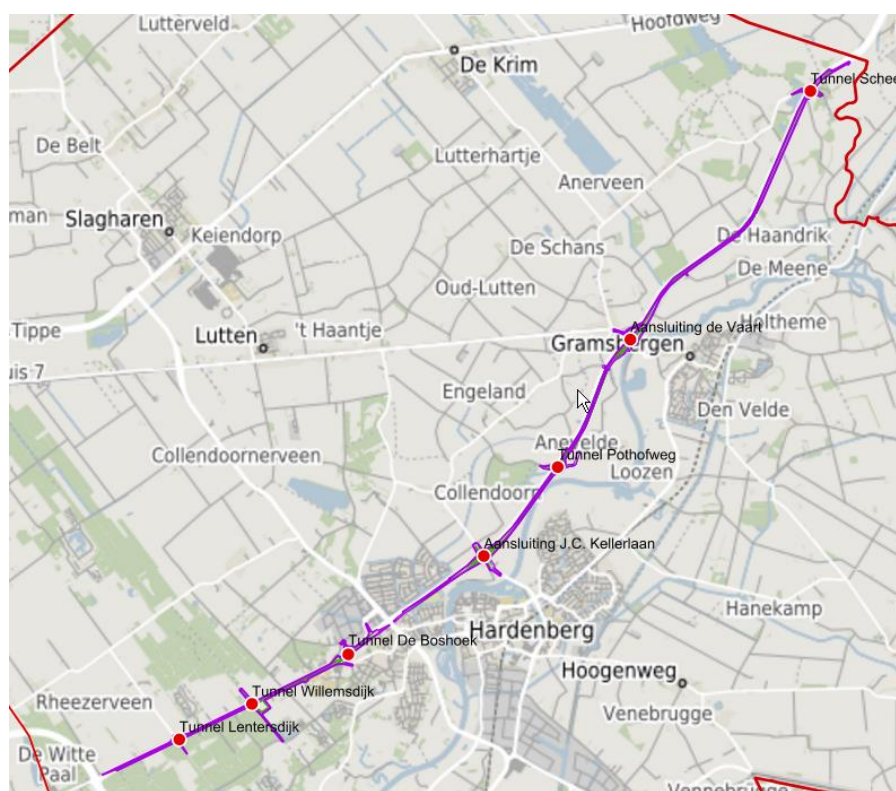 Lutterveld
Hoofdweg
De Krim
Tunnel Schee
De Belt
Lutterhartje
Anerveen
man
Slagharen
Keiendorp
De Schans
De Haandrik
De Meene
Oud-Lutten
-Tippe
Lutten
't Haantje
Aansluiting de Vaart
Holtheme
Gramsbergen
uis 7
Engeland
Den Velde
Anevelde
Collendoornerveen
Tunnel Pothofweg
Loozen
Collendoorn
Aansluiting J.C. Kellerlaan
Hanekamp
Hardenberg
Tunnel De Boshoek
Hoogenweg
Tunnel Willemsdijk
Rheezerveen
Venebrugge
Tunnel Lentersdijk
De Witte
Paal
Vennebrügge